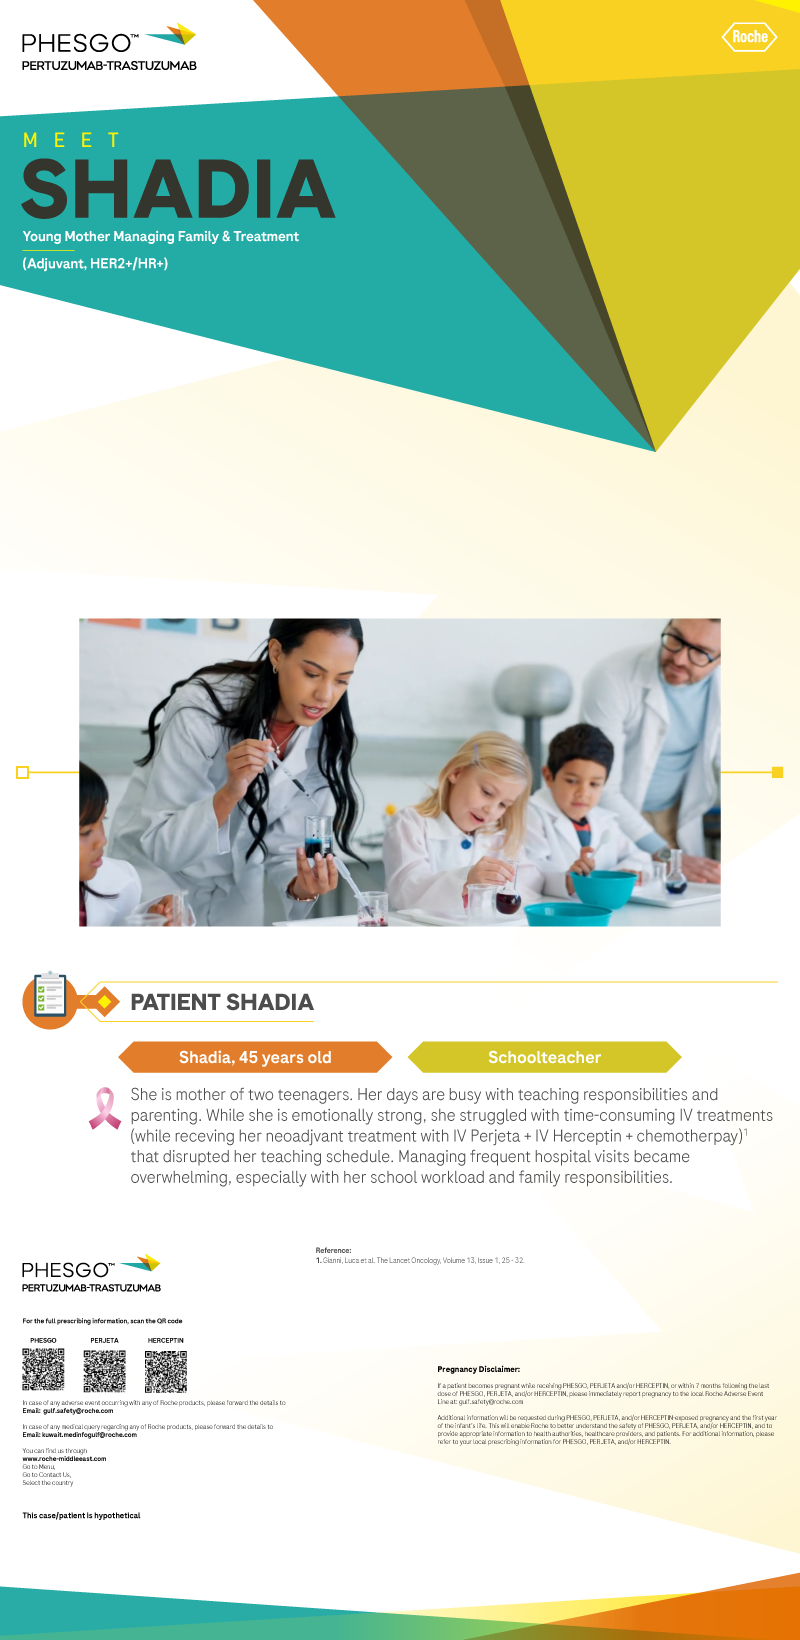 PHESGO™
PERTUZUMAB-TRASTUZUMAB
Roche
MEET
SHADIA
Young Mother Managing Family & Treatment
(Adjuvant, HER2+/HR+)
PATIENT SHADIA
Shadia, 45 years old
Schoolteacher
She is mother of two teenagers. Her days are busy with teaching responsibilities and
parenting. While she is emotionally strong, she struggled with time-consuming IV treatments
(while receving her neoadjvant treatment with IV Perjeta + IV Herceptin + chemotherpay)¹
that disrupted her teaching schedule. Managing frequent hospital visits became
overwhelming, especially with her school workload and family responsibilities.
Reference:
1. Gianni, Luca et al. The Lancet Oncology, Volume 13, Issue 1, 25 - 32.
PHESGO™
PERTUZUMAB-TRASTUZUMAB
For the full prescribing information, scan the QR code
PHESGO PERJETA HERCEPTIN
In case of any adverse event occurring with any of Roche products, please forward the details to
Email: gulf.safety@roche.com
In case of any medical query regarding any of Roche products, please forward the details to
Email: kuwait.medinfogulf@roche.com
You can find us through
www.roche-middleeast.com
Go to Menu,
Go to Contact Us,
Select the country
This case/patient is hypothetical
Pregnancy Disclaimer:
If a patient becomes pregnant while receiving PHESGO, PERJETA and/or HERCEPTIN, or within 7 months following the last
dose of PHESGO, PERJETA, and/or HERCEPTIN, please immediately report pregnancy to the local Roche Adverse Event
Line at: gulf.safety@roche.com
Additional information will be requested during PHESGO, PERJETA, and/or HERCEPTIN-exposed pregnancy and the first year
of the infant's life. This will enable Roche to better understand the safety of PHESGO, PERJETA, and/or HERCEPTIN, and to
provide appropriate information to health authorities, healthcare providers, and patients. For additional information, please
refer to your local prescribing information for PHESGO, PERJETA, and/or HERCEPTIN.